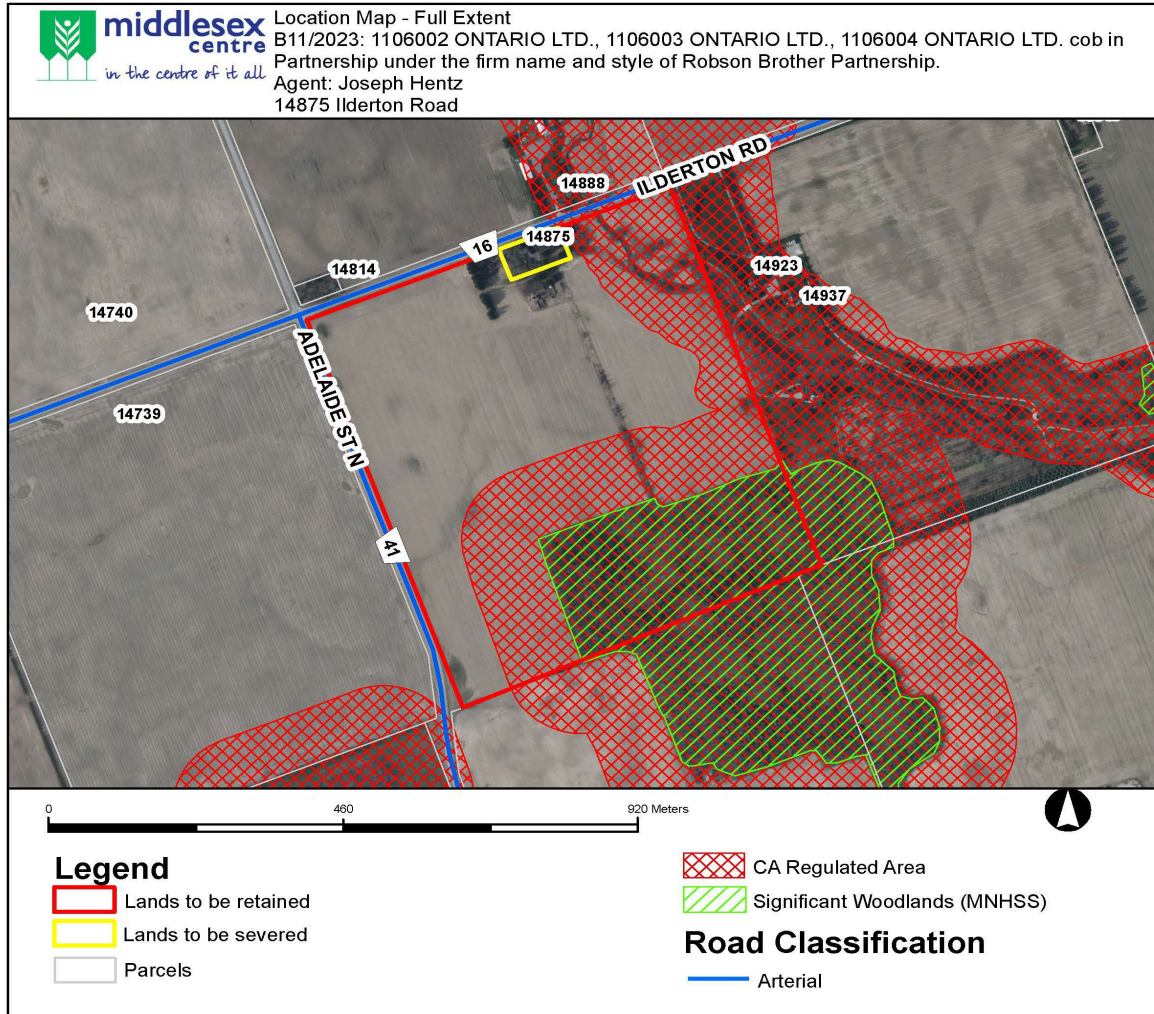 middlesex
centre
in the centre of it all
Location Map - Full Extent
B11/2023: 1106002 ONTARIO LTD., 1106003 ONTARIO LTD., 1106004 ONTARIO LTD. cob in
Partnership under the firm name and style of Robson Brother Partnership.
Agent: Joseph Hentz
14875 Ilderton Road
ILDERTON RD
14888
14875
16
14814
14923
14937
14740
14739
ADELAIDE ST N
41
0 460 920 Meters
Legend
Lands to be retained
Lands to be severed
Parcels
CA Regulated Area
Significant Woodlands (MNHSS)
Road Classification
Arterial